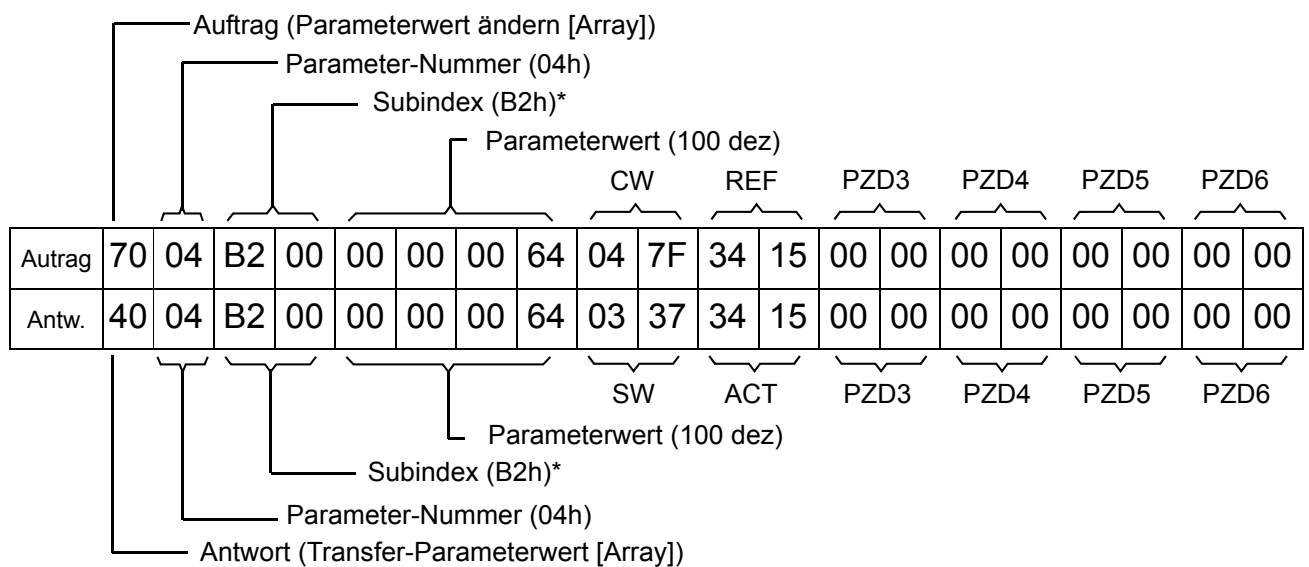 Auftrag (Parameterwert ändern [Array])
Parameter-Nummer (04h)
Subindex (B2h)*
Parameterwert (100 dez)
CW REF PZD3 PZD4 PZD5 PZD6
Autrag 70 04 B2 00 00 00 00 64 04 7F 34 15 00 00 00 00 00 00 00 00
Antw. 40 04 B2 00 00 00 00 64 03 37 34 15 00 00 00 00 00 00 00 00
SW ACT PZD3 PZD4 PZD5 PZD6
Parameterwert (100 dez)
Subindex (B2h)*
Parameter-Nummer (04h)
Antwort (Transfer-Parameterwert [Array])